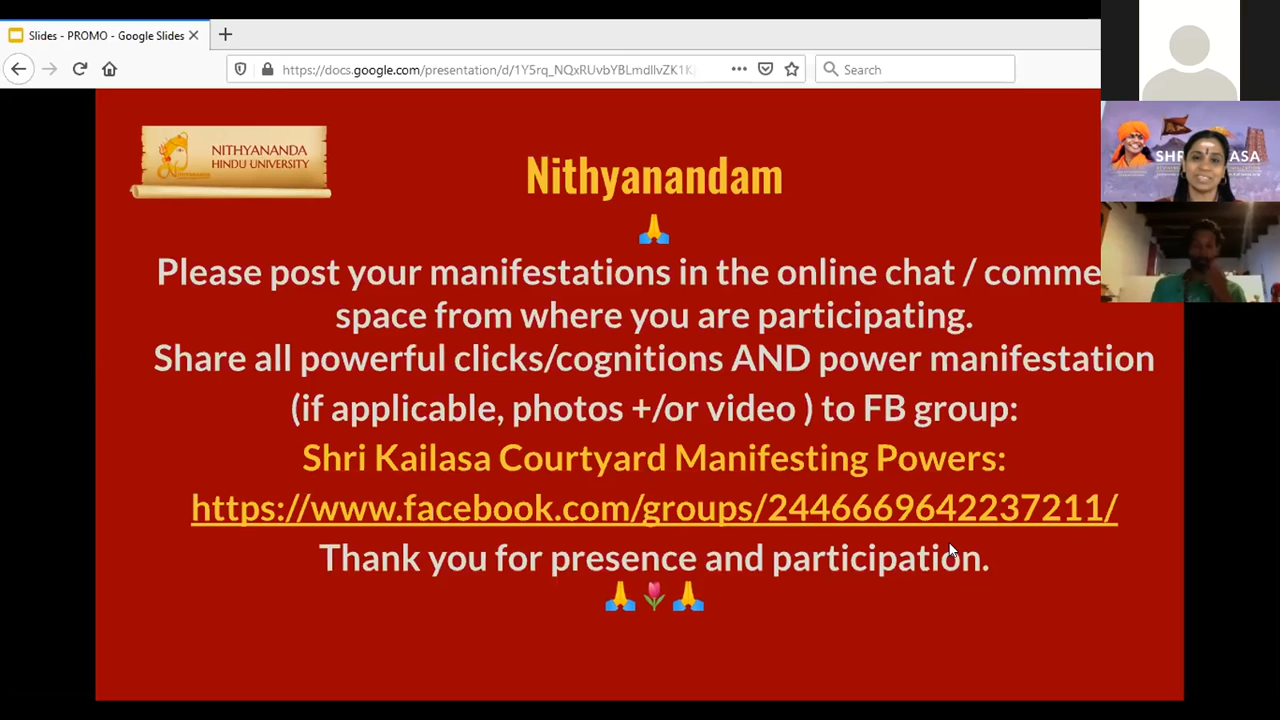 Slides - PROMO - Google Slides
https://docs.google.com/presentation/d/1Y5rq_NQxRUvbYBLmdllvZK1K
Search
NITHYANANDA
HINDU UNIVERSITY
Nithyanandam
🙏
Please post your manifestations in the online chat / comme
space from where you are participating.
Share all powerful clicks/cognitions AND power manifestation
(if applicable, photos +/or video ) to FB group:
Shri Kailasa Courtyard Manifesting Powers:
https://www.facebook.com/groups/2446669642237211/
Thank you for presence and participation.
🙏🌷🙏